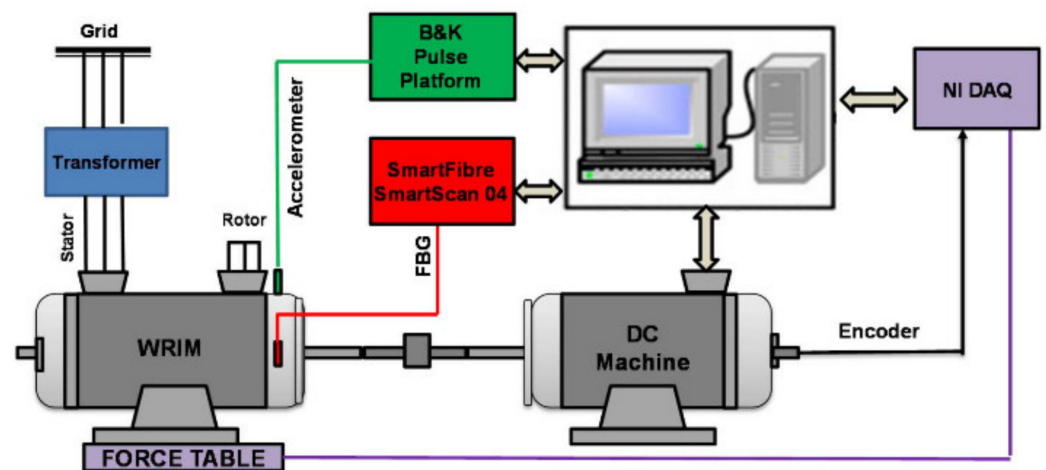 Grid
B&K
Pulse
Platform
NI DAQ
Transformer
Accelerometer
SmartFibre
SmartScan 04
Stator
Rotor
FBG
WRIM
DC
Machine
Encoder
FORCE TABLE